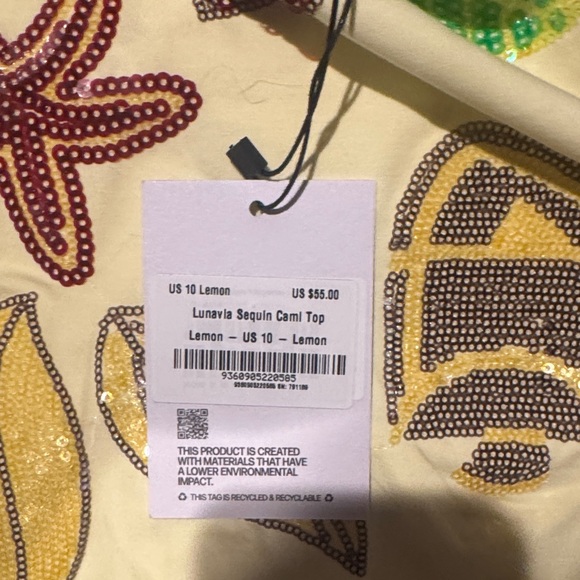 US 10 Lemon US $55.00
Lunavia Sequin Cami Top
Lemon – US 10 – Lemon
9360905220585
THIS PRODUCT IS CREATED
WITH MATERIALS THAT HAVE
A LOWER ENVIRONMENTAL
IMPACT.
THIS TAG IS RECYCLED & RECYCLABLE